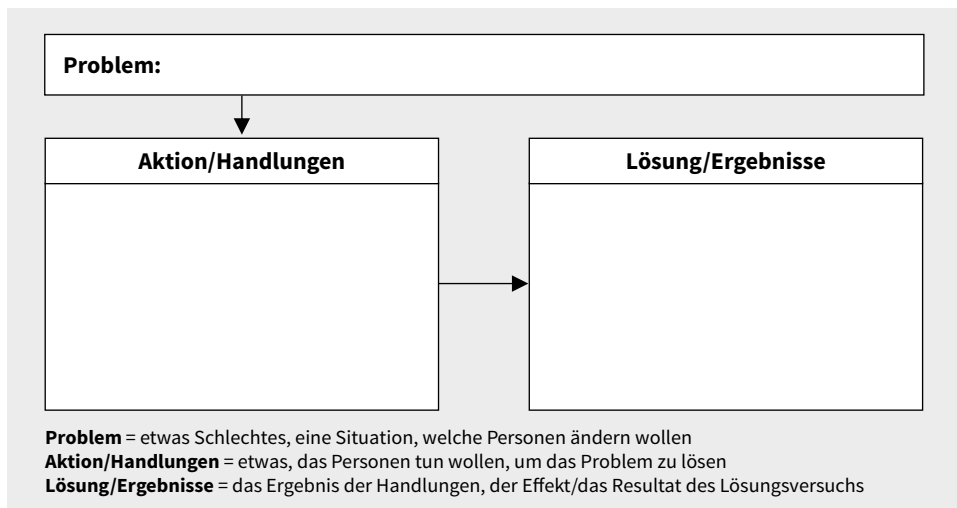 Problem:
Aktion/Handlungen
Lösung/Ergebnisse
Problem = etwas Schlechtes, eine Situation, welche Personen ändern wollen
Aktion/Handlungen = etwas, das Personen tun wollen, um das Problem zu lösen
Lösung/Ergebnisse = das Ergebnis der Handlungen, der Effekt/das Resultat des Lösungsversuchs